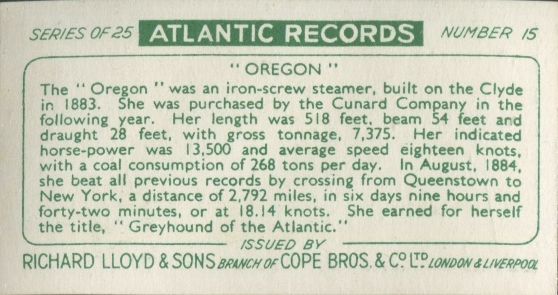 SERIES OF 25 ATLANTIC RECORDS NUMBER 15
"OREGON"
The "Oregon" was an iron-screw steamer, built on the Clyde
in 1883. She was purchased by the Cunard Company in the
following year. Her length was 518 feet, beam 54 feet and
draught 28 feet, with gross tonnage, 7,375. Her indicated
horse-power was 13,500 and average speed eighteen knots,
with a coal consumption of 268 tons per day. In August, 1884,
she beat all previous records by crossing from Queenstown to
New York, a distance of 2,792 miles, in six days nine hours and
forty-two minutes, or at 18.14 knots. She earned for herself
the title, "Greyhound of the Atlantic."
ISSUED BY
RICHARD LLOYD & SONS BRANCH OF COPE BROS. & CO. LTD LONDON & LIVERPOOL